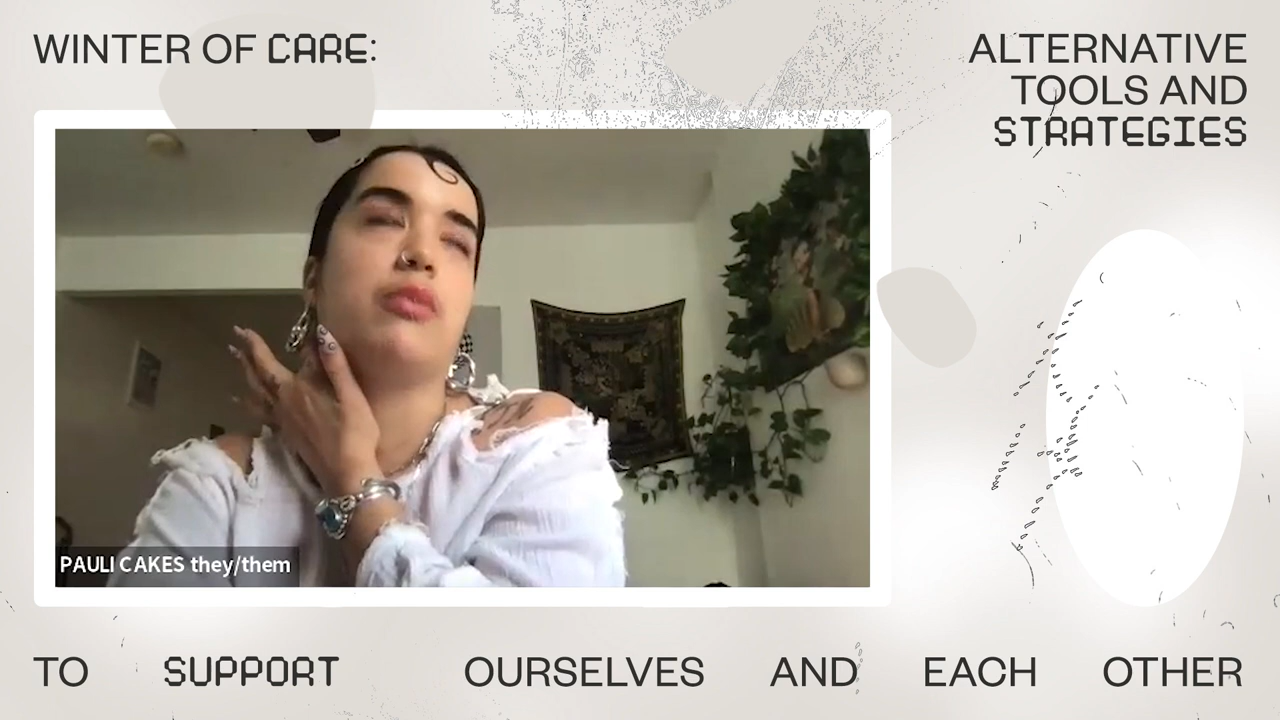 WINTER OF CARE:
ALTERNATIVE
TOOLS AND
STRATEGIES
PAULI CAKES they/them
TO SUPPORT OURSELVES AND EACH OTHER